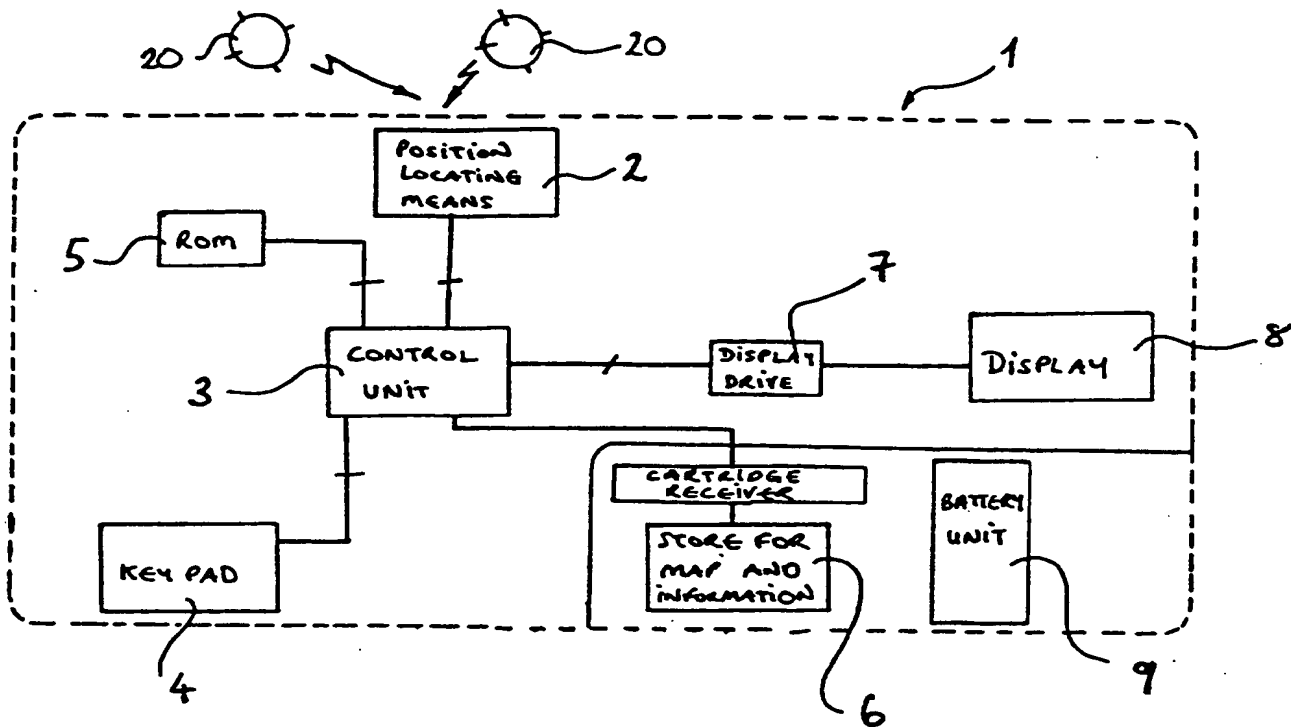 20
20
1
POSITION
LOCATING
MEANS
2
5
ROM
7
3
CONTROL
UNIT
DISPLAY
DRIVE
DISPLAY
8
CARTRIDGE
RECEIVER
KEY PAD
STORE FOR
MAP AND
INFORMATION
BATTERY
UNIT
4
6
9